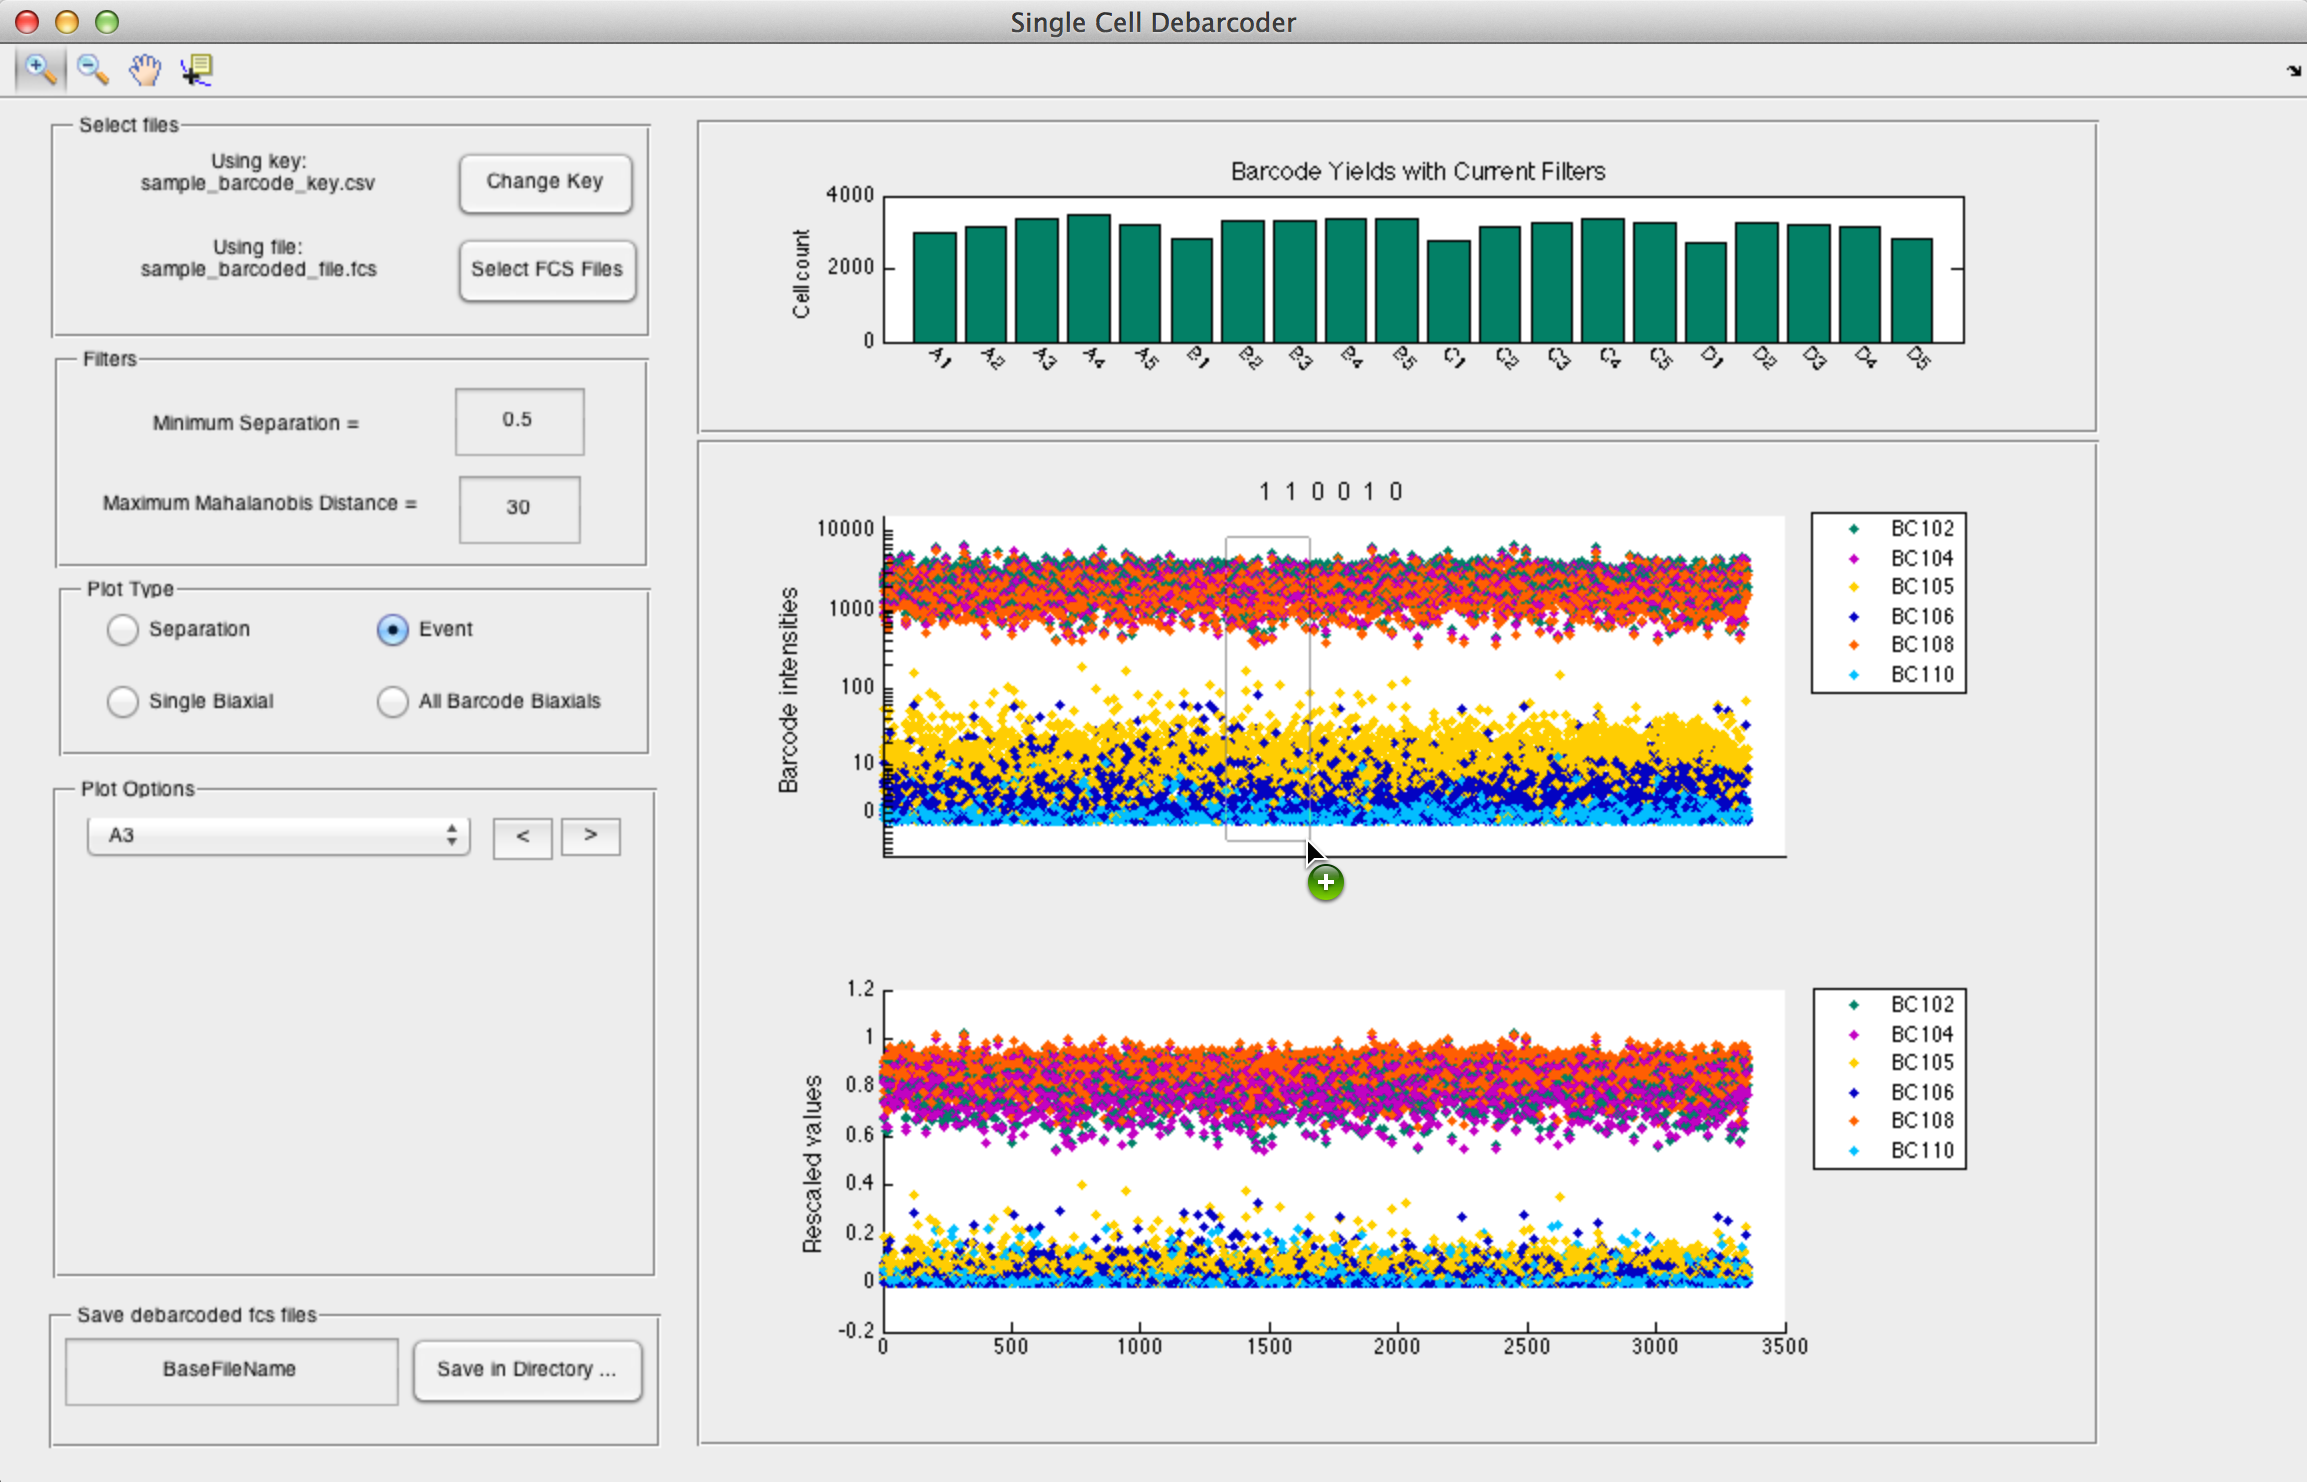 Single Cell Debarcoder
Select files
Using key:
sample_barcode_key.csv
Change Key
Using file:
sample_barcoded_file.fcs
Select FCS Files
Filters
Minimum Separation =
0.5
Maximum Mahalanobis Distance =
30
Plot Type
Separation
Event
Single Biaxial
All Barcode Biaxials
Plot Options
A3
<
>
Save debarcoded fcs files
BaseFileName
Save in Directory ...
Barcode Yields with Current Filters
Cell count
4000
2000
0
A1 A2 A3 A4 A5 B1 B2 B3 B4 B5 C1 C2 C3 C4 C5 D1 D2 D3 D4 D5
1 1 0 0 1 0
Barcode intensities
10000
1000
100
10
0
BC102
BC104
BC105
BC106
BC108
BC110
Rescaled values
1.2
1
0.8
0.6
0.4
0.2
0
-0.2
0 500 1000 1500 2000 2500 3000 3500
BC102
BC104
BC105
BC106
BC108
BC110